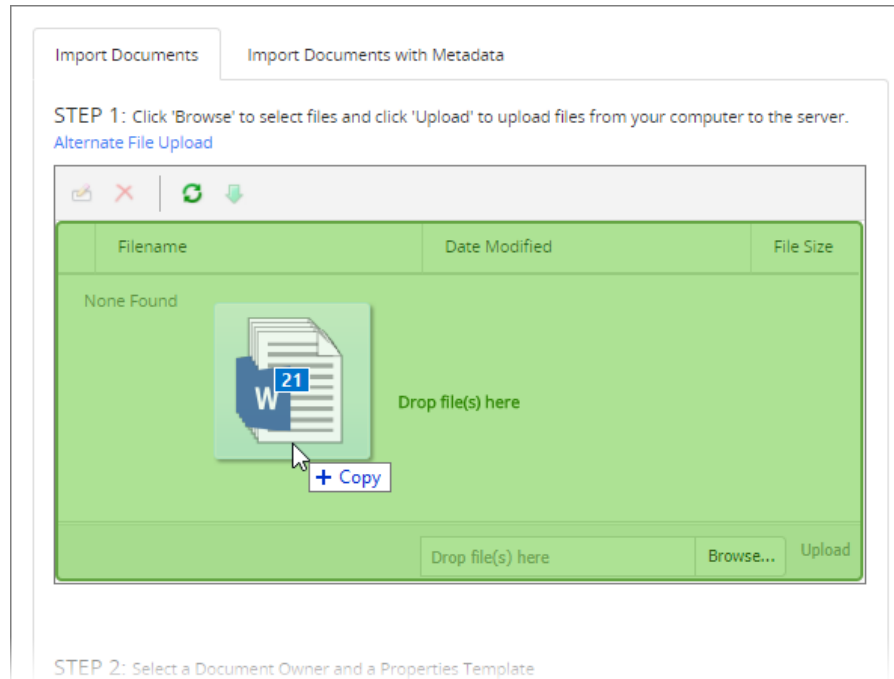 Import Documents
Import Documents with Metadata
STEP 1: Click 'Browse' to select files and click 'Upload' to upload files from your computer to the server.
Alternate File Upload
Filename
Date Modified
File Size
None Found
W
21
Drop file(s) here
+ Copy
Drop file(s) here
Browse...
Upload
STEP 2: Select a Document Owner and a Properties Template